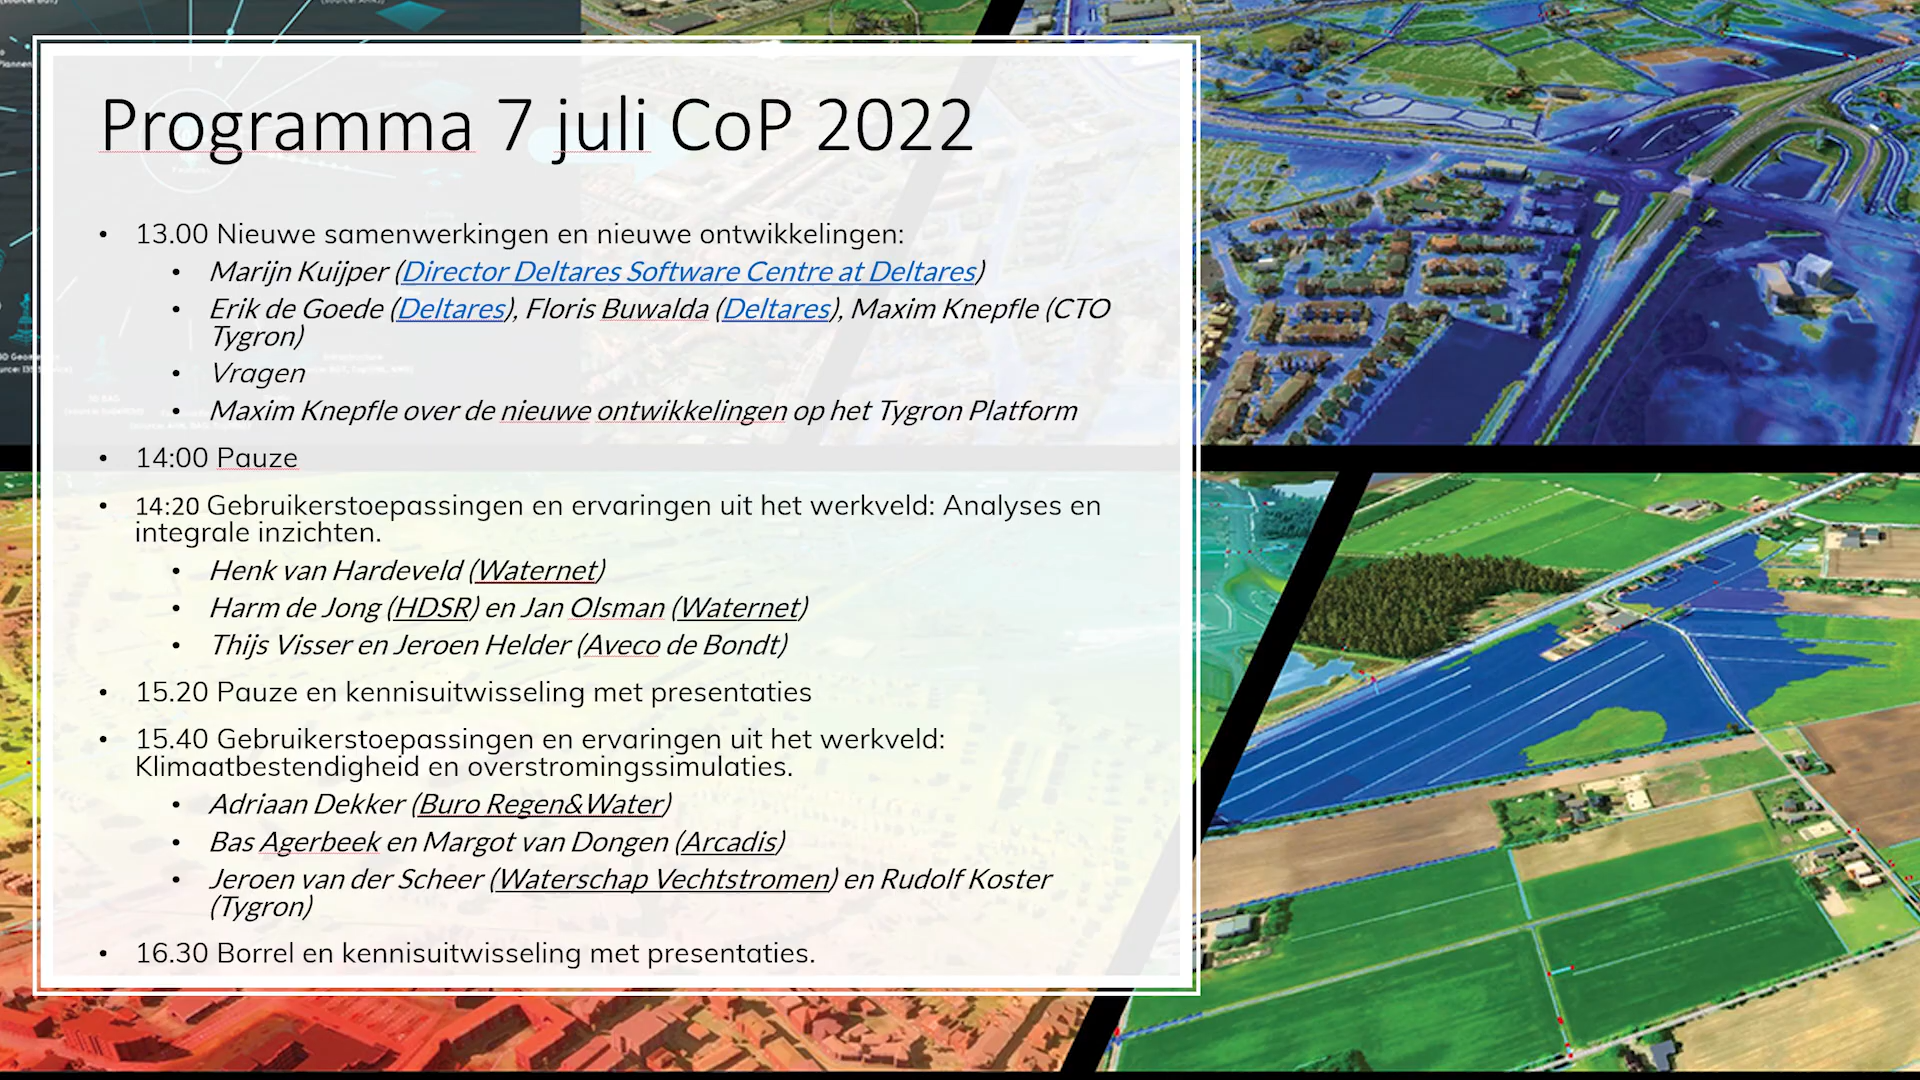 Programma 7 juli CoP 2022
• 13.00 Nieuwe samenwerkingen en nieuwe ontwikkelingen:
• Marijn Kuijper (Director Deltares Software Centre at Deltares)
• Erik de Goede (Deltares), Floris Buwalda (Deltares), Maxim Knepfle (CTO
Tygron)
• Vragen
• Maxim Knepfle over de nieuwe ontwikkelingen op het Tygron Platform
• 14:00 Pauze
• 14:20 Gebruikerstoepassingen en ervaringen uit het werkveld: Analyses en
integrale inzichten.
• Henk van Hardeveld (Waternet)
• Harm de Jong (HDSR) en Jan Olsman (Waternet)
• Thijs Visser en Jeroen Helder (Aveco de Bondt)
• 15.20 Pauze en kennisuitwisseling met presentaties
• 15.40 Gebruikerstoepassingen en ervaringen uit het werkveld:
Klimaatbestendigheid en overstromingssimulaties.
• Adriaan Dekker (Buro Regen&Water)
• Bas Agerbeek en Margot van Dongen (Arcadis)
• Jeroen van der Scheer (Waterschap Vechtstromen) en Rudolf Koster
(Tygron)
• 16.30 Borrel en kennisuitwisseling met presentaties.